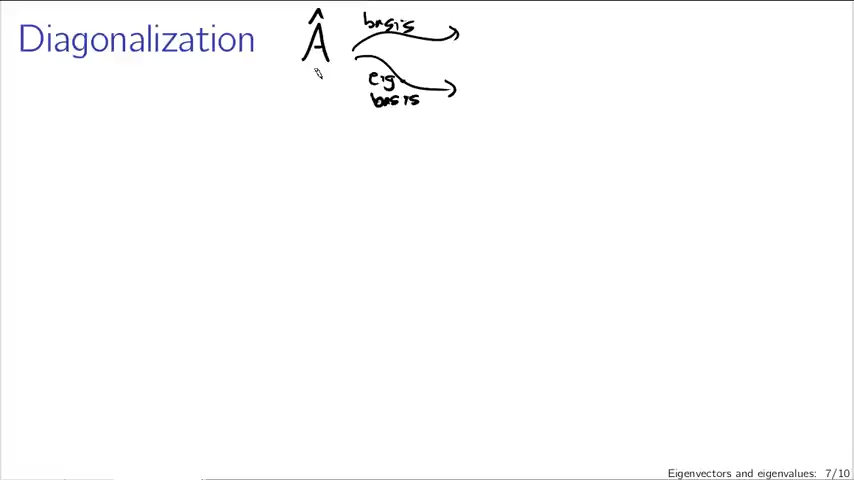 Diagonalization
Â
basis
eig
basis
Eigenvectors and eigenvalues: 7/10